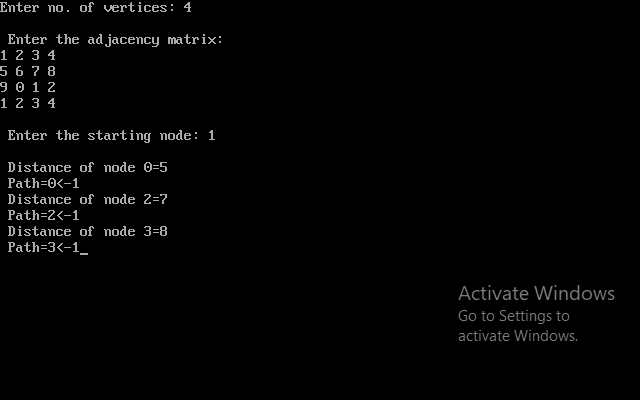 Enter no. of vertices: 4
Enter the adjacency matrix:
1 2 3 4
5 6 7 8
9 0 1 2
1 2 3 4
Enter the starting node: 1
Distance of node 0=5
Path=0<-1
Distance of node 2=7
Path=2<-1
Distance of node 3=8
Path=3<-1_
Activate Windows
Go to Settings to
activate Windows.